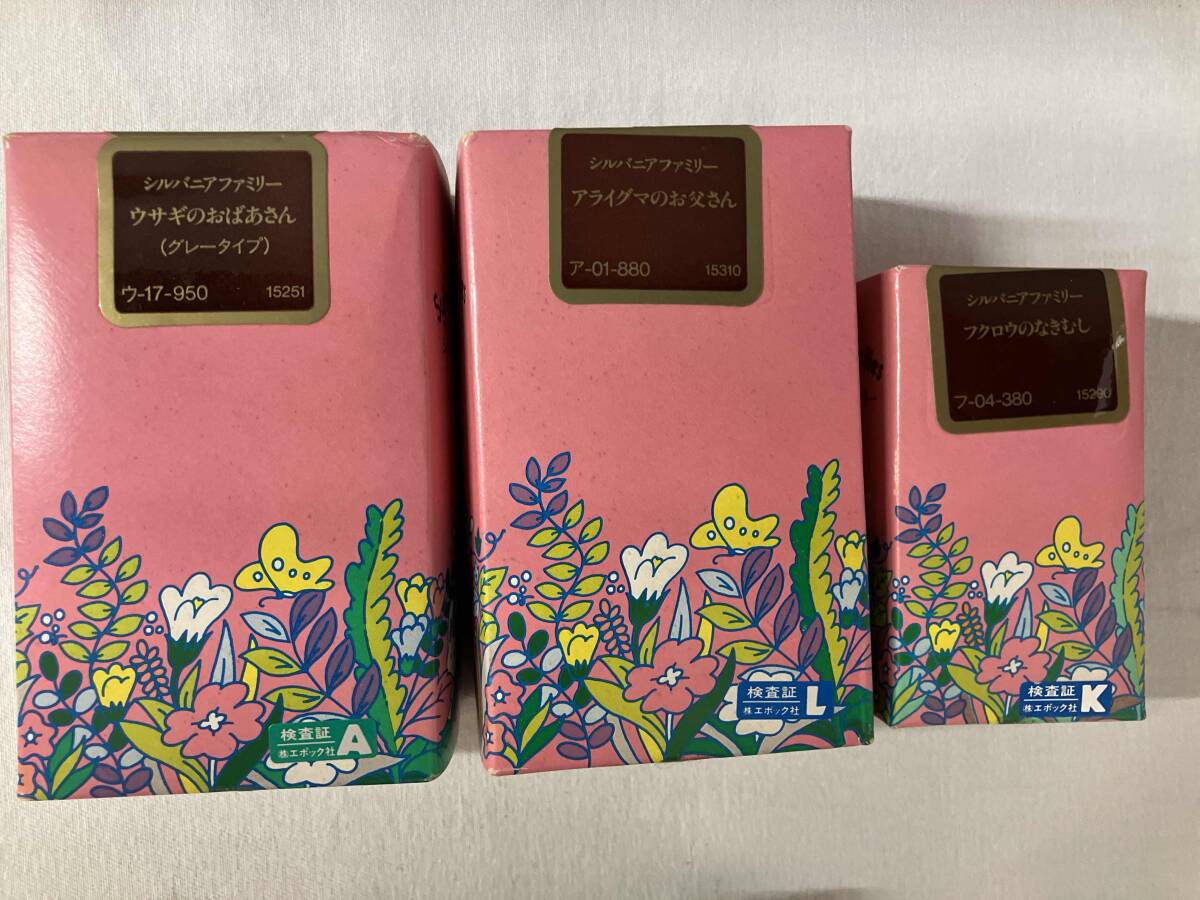 シルバニアファミリー
ウサギのおばあさん
(グレータイプ)
ウ-17-950 15251
検査証
㈱エポック社 A
シルバニアファミリー
アライグマのお父さん
ア-01-880 15310
検査証
㈱エポック社 L
シルバニアファミリー
フクロウのなきむし
フ-04-380 15290
検査証
㈱エポック社 K